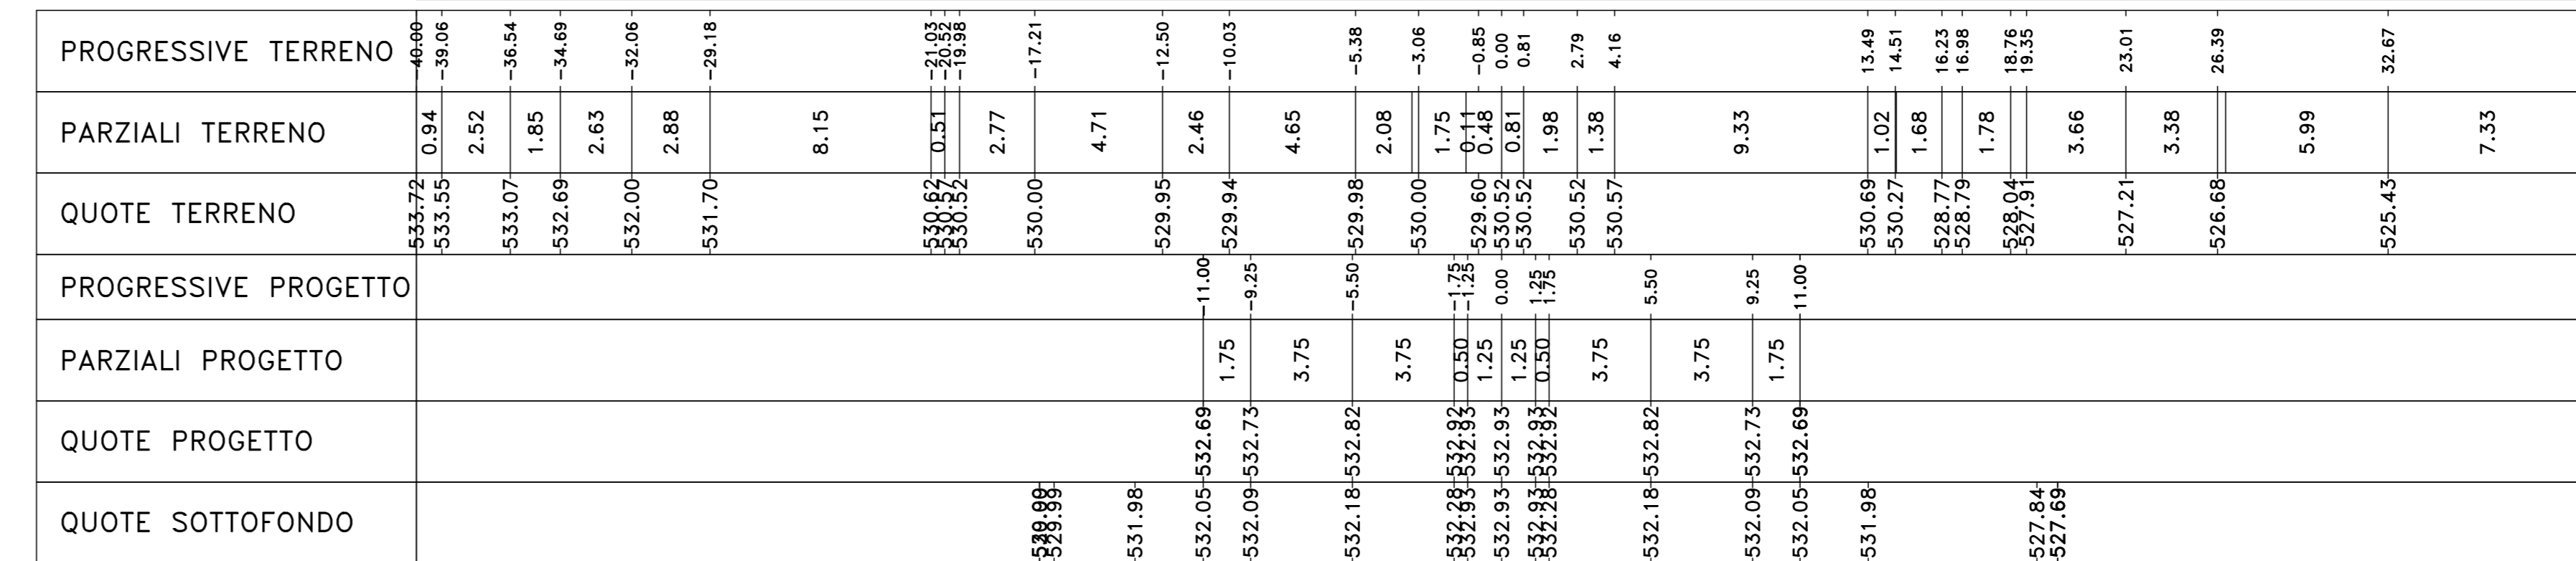 PROGRESSIVE TERRENO -40.00 -39.06 -36.54 -34.69 -32.06 -29.18 -21.03 -20.52 -19.98 -17.21 -12.50 -10.03 -5.38 -3.06 -0.85 0.00 0.81 2.79 4.16 13.49 14.51 16.23 16.98 18.76 19.35 23.01 26.39 32.67
PARZIALI TERRENO 0.94 2.52 1.85 2.63 2.88 8.15 0.51 2.77 4.71 2.46 4.65 2.08 1.75 0.11 0.48 0.81 1.98 1.38 9.33 1.02 1.68 1.78 3.66 3.38 5.99 7.33
QUOTE TERRENO 533.72 533.55 533.07 532.69 532.00 531.70 530.62 530.57 530.52 530.00 529.95 529.94 529.98 530.00 529.60 530.52 530.52 530.52 530.57 530.69 530.27 528.77 528.79 528.04 527.91 527.21 526.68 525.43
PROGRESSIVE PROGETTO -11.00 -9.25 -5.50 -1.75 -1.25 0.00 1.25 1.75 5.50 9.25 11.00
PARZIALI PROGETTO 1.75 3.75 3.75 0.50 1.25 1.25 0.50 3.75 3.75 1.75
QUOTE PROGETTO 532.69 532.73 532.82 532.92 532.93 532.93 532.93 532.92 532.82 532.73 532.69
QUOTE SOTTOFONDO 529.99 531.98 532.05 532.09 532.18 532.28 532.93 532.93 532.93 532.28 532.18 532.09 532.05 531.98 527.84 527.69